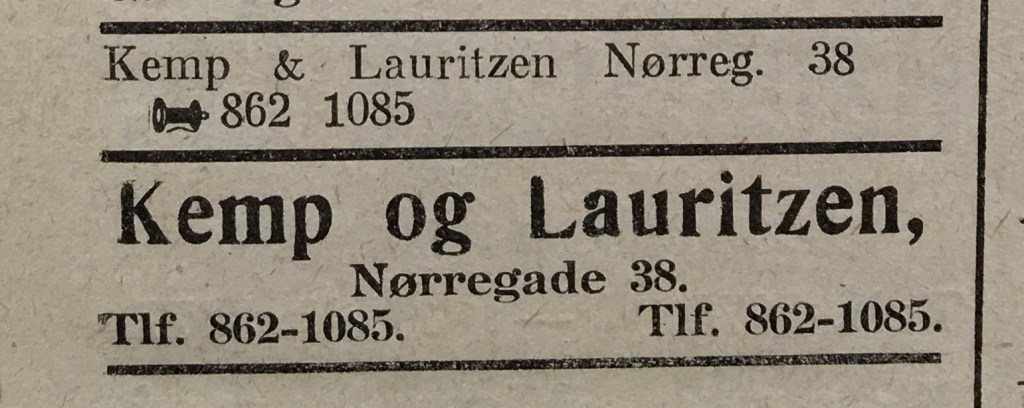 Kemp & Lauritzen Nørreg. 38
862 1085
Kemp og Lauritzen,
Nørregade 38.
Tlf. 862-1085. Tlf. 862-1085.